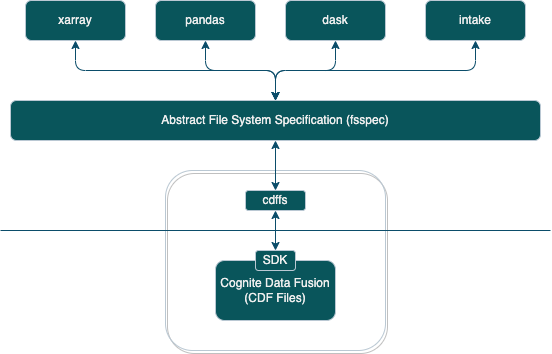 xarray
pandas
dask
intake
Abstract File System Specification (fsspec)
cdffs
SDK
Cognite Data Fusion
(CDF Files)